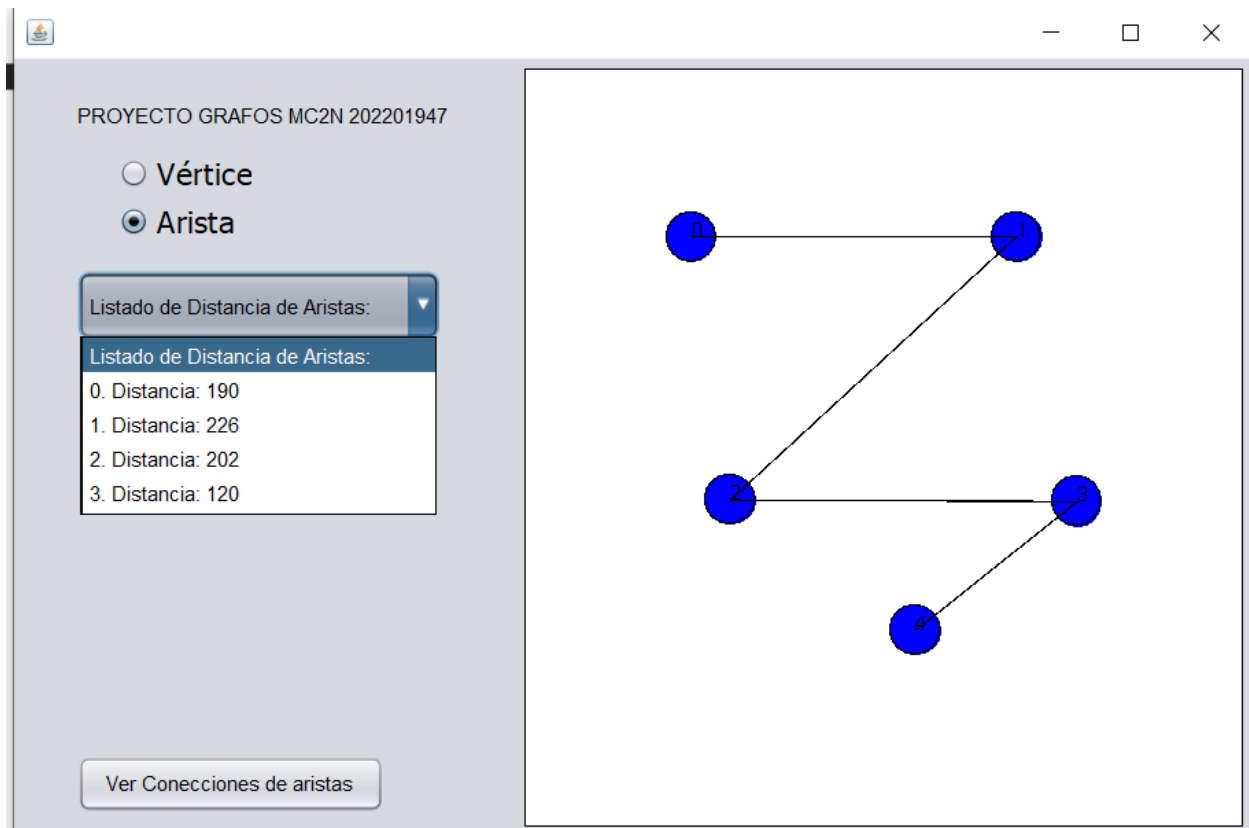 PROYECTO GRAFOS MC2N 202201947
Vértice
Arista
Listado de Distancia de Aristas:
Listado de Distancia de Aristas:
0. Distancia: 190
1. Distancia: 226
2. Distancia: 202
3. Distancia: 120
Ver Conecciones de aristas
0
1
2
3
4